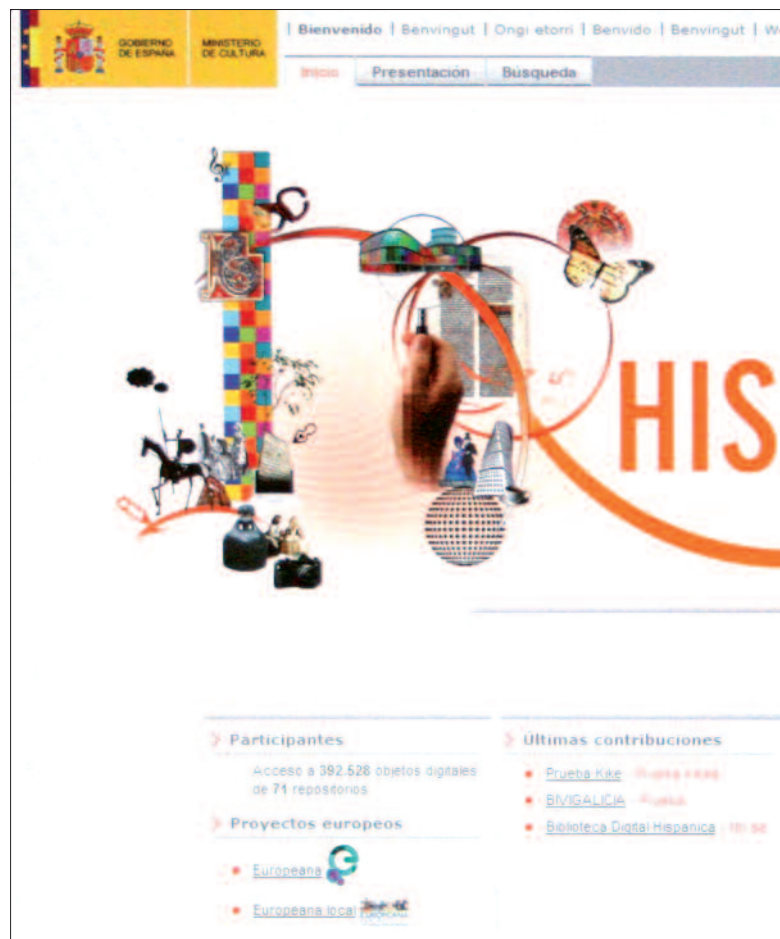 GOBIERNO
DE ESPAÑA
MINISTERIO
DE CULTURA
| Bienvenido | Benvingut | Ongi etorri | Benvido | Benvingut | We
Inicio
Presentación
Búsqueda
HIS
Participantes
Acceso a 392.528 objetos digitales
de 71 repositorios
Proyectos europeos
Europeana
Europeana local
Últimas contribuciones
Prueba Kike
BIVIGALICIA - Prueba
Biblioteca Digital Hispanica